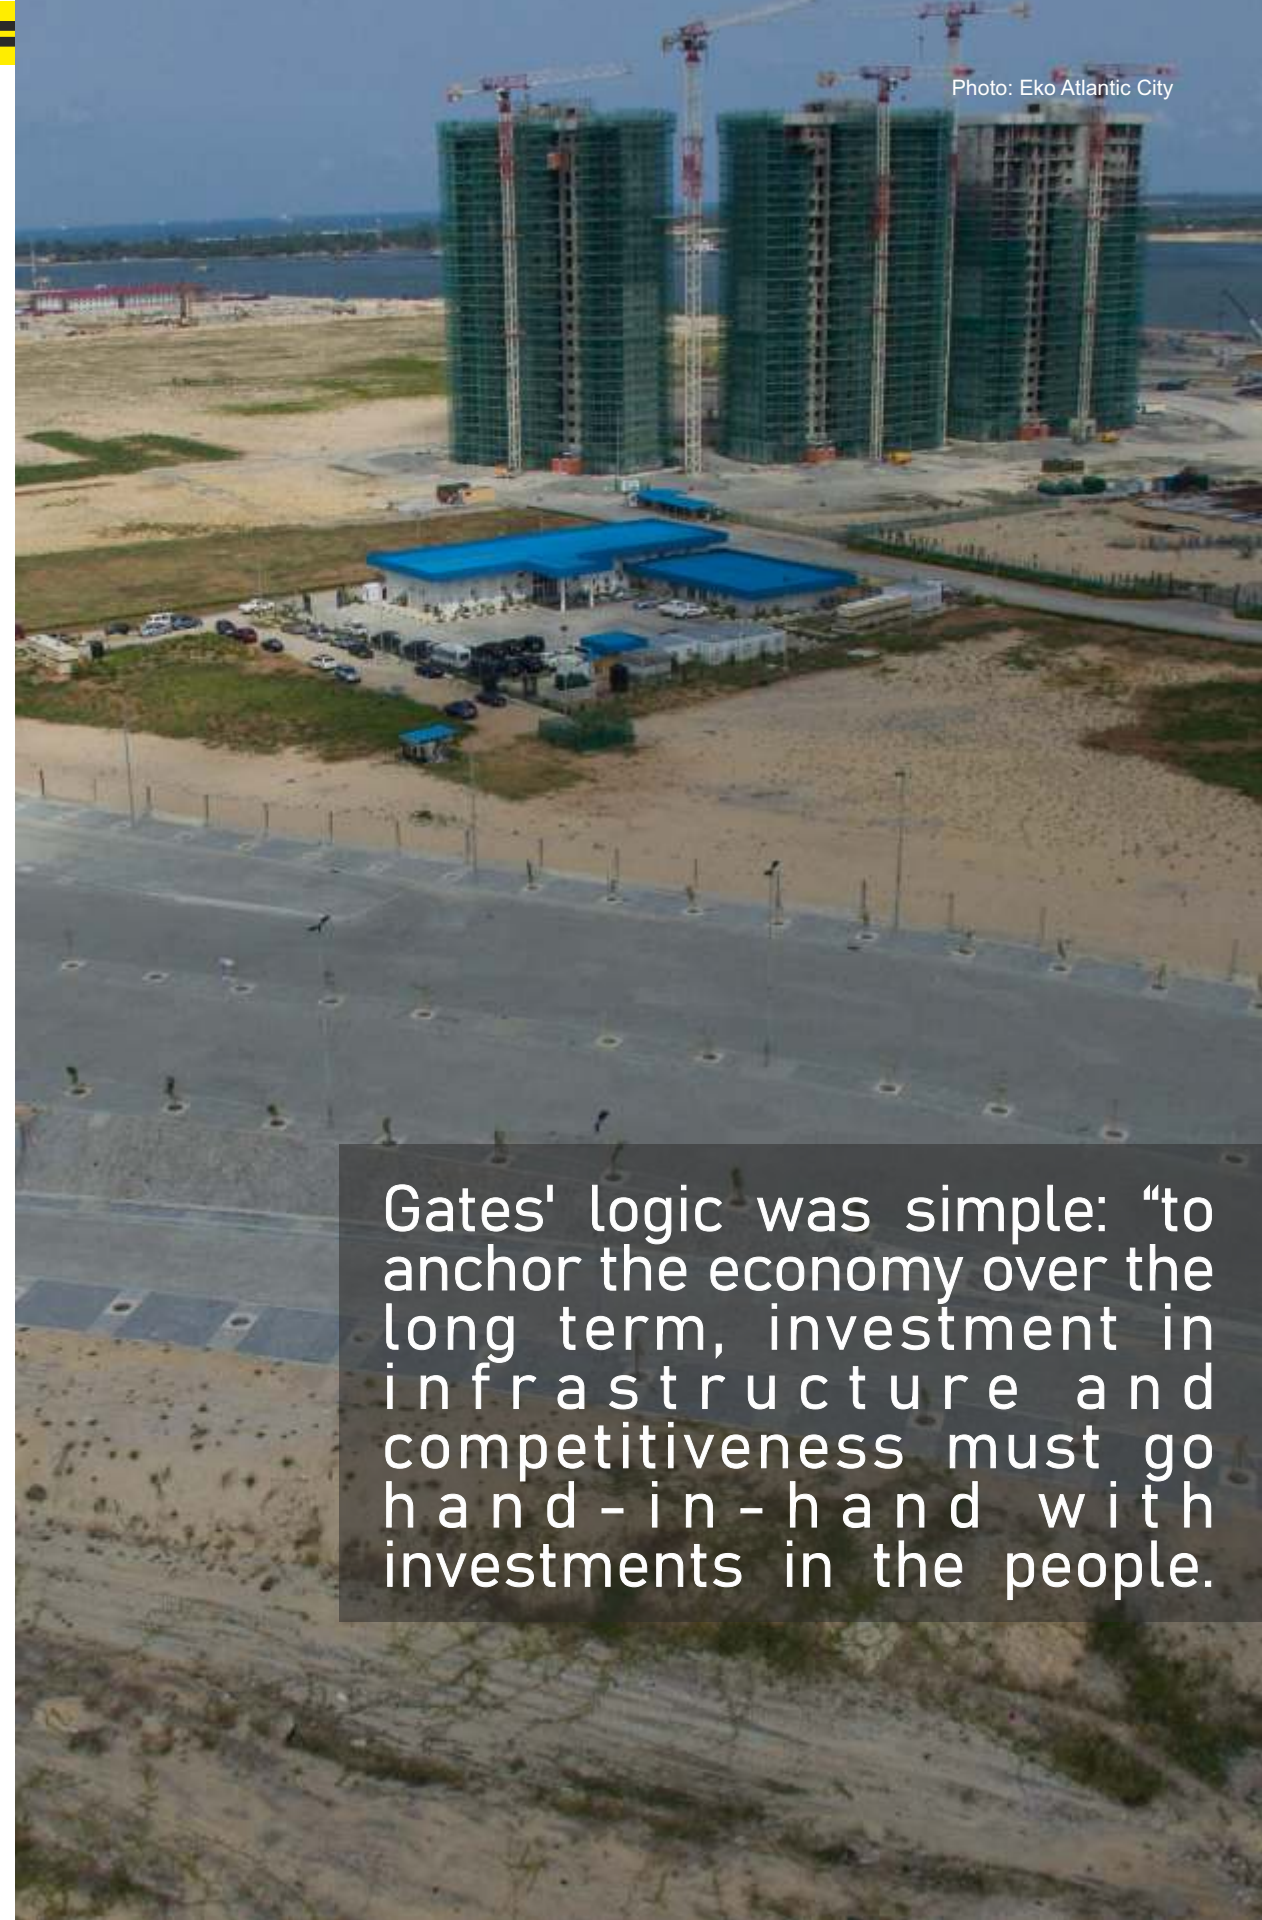 Photo: Eko Atlantic City
Gates' logic was simple: “to
anchor the economy over the
long term, investment in
infrastructure and
competitiveness must go
hand-in-hand with
investments in the people.